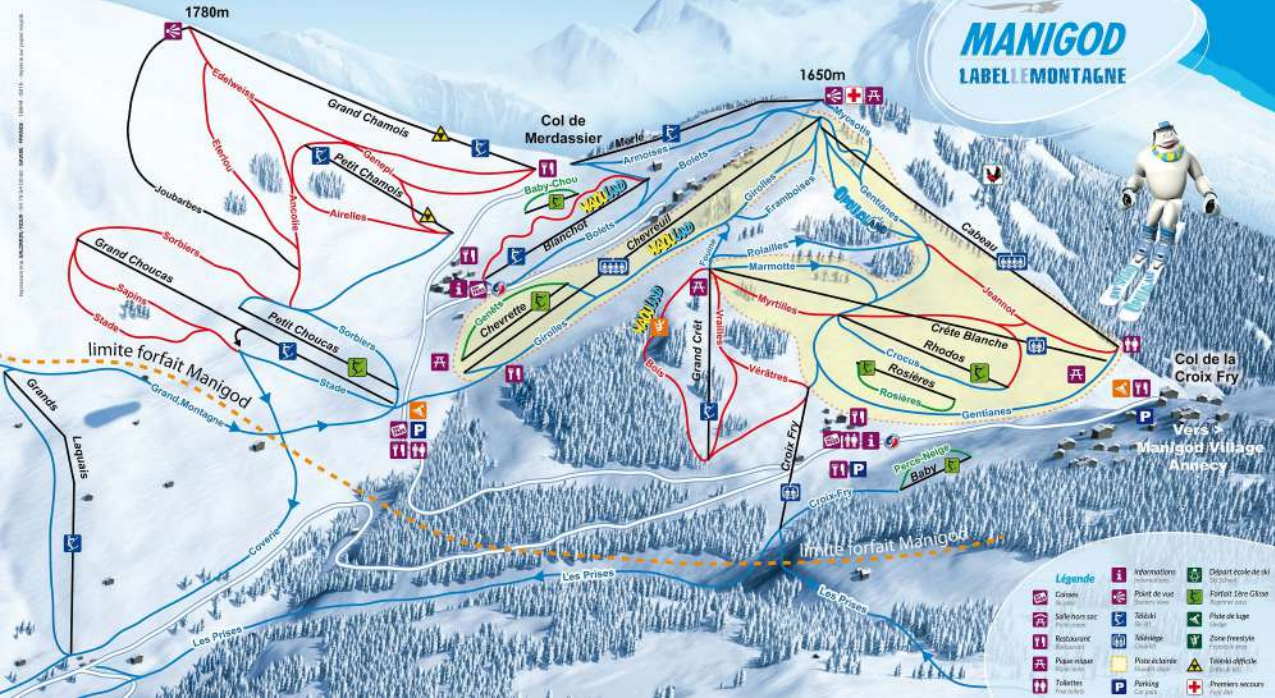 1780m
MANIGOD
LABELLEMONTAGNE
1650m
Col de
Merdassier
Edelweiss
Grand Chamois
Merle
Armoises
Bolets
Myosotis
Eterlou
Genepi
Petit Chamois
Baby-Chou
Girolles
Framboises
Gentianes
Joubarbes
Ancolie
Airelles
Blanchot
Bolets
Chevreuil
Cabeau
Sorbiers
Grand Choucas
Fouine
Polailles
Marmotte
Sapins
Stade
Petit Choucas
Sorbiers
Genêts
Chevrette
Girolles
Myrtilles
Jeannot
Vrailles
Grand Crêt
Crête Blanche
Rhodos
Crocus
Rosières
Rosières
Bois
Vérâtres
Gentianes
limite forfait Manigod
Stade
Grands
Laquais
Grand Montagne
Col de la
Croix Fry
Vers >
Manigod Village
Annecy
Croix Fry
Perce-Neige
Baby
Croix-Fry
Coverie
limite forfait Manigod
Les Prises
Les Prises
Les Prises
Légende
Caisses
Salle hors sac
Restaurant
Pique nique
Toilettes
Informations
Point de vue
Téléski
Télésiège
Piste éclairée
Parking
Départ école de ski
Forfait 1ère Glisse
Piste de luge
Zone freestyle
Téléski difficile
Premiers secours